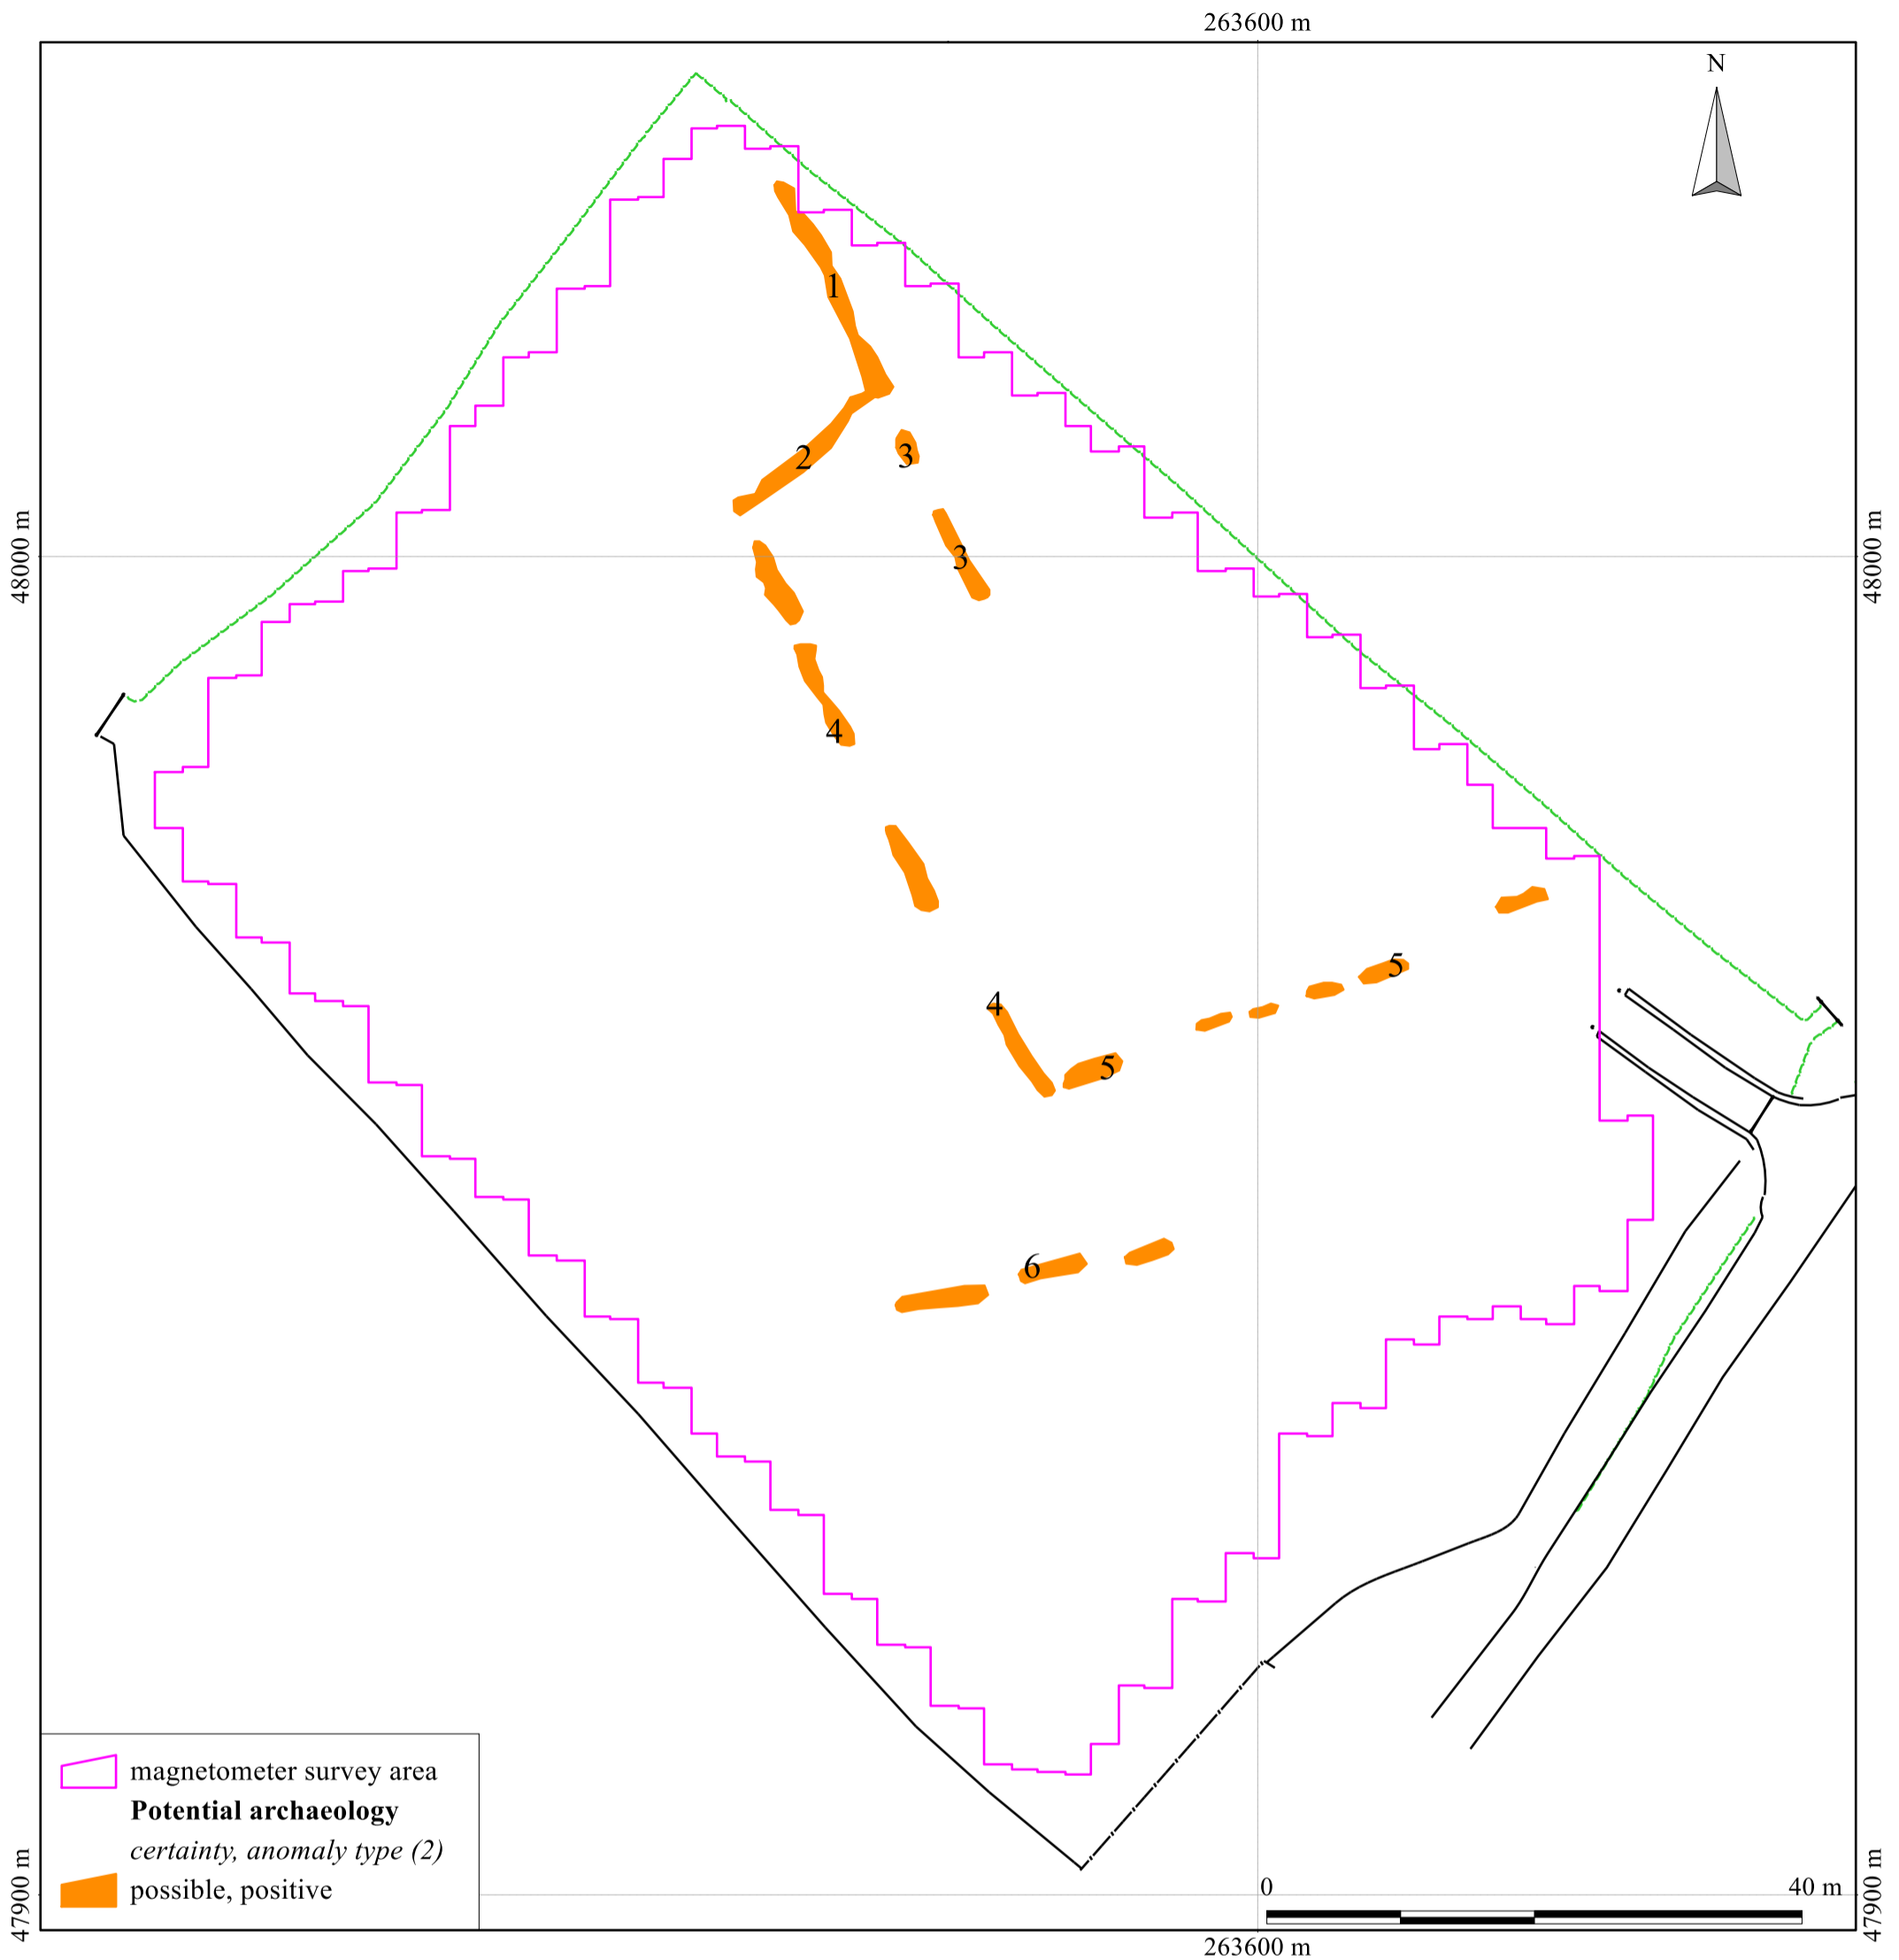 263600 m
N
1
2
3
48000 m
48000 m
3
4
5
4
5
6
magnetometer survey area
Potential archaeology
certainty, anomaly type (2)
possible, positive
0
40 m
47900 m
47900 m
263600 m